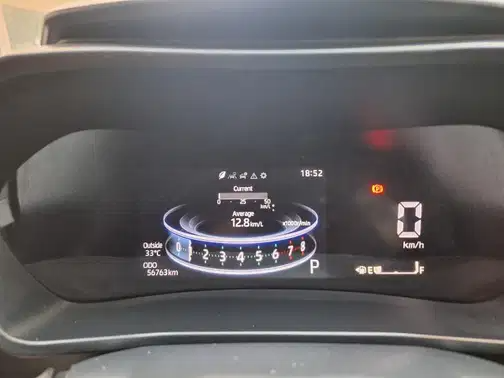 18:52
Current
0 25 50
km/L
Average
12.8km/L
x1000r/min
0 1 2 3 4 5 6 7 8
Outside
33°C
ODO
56763km
P
0
km/h
E F